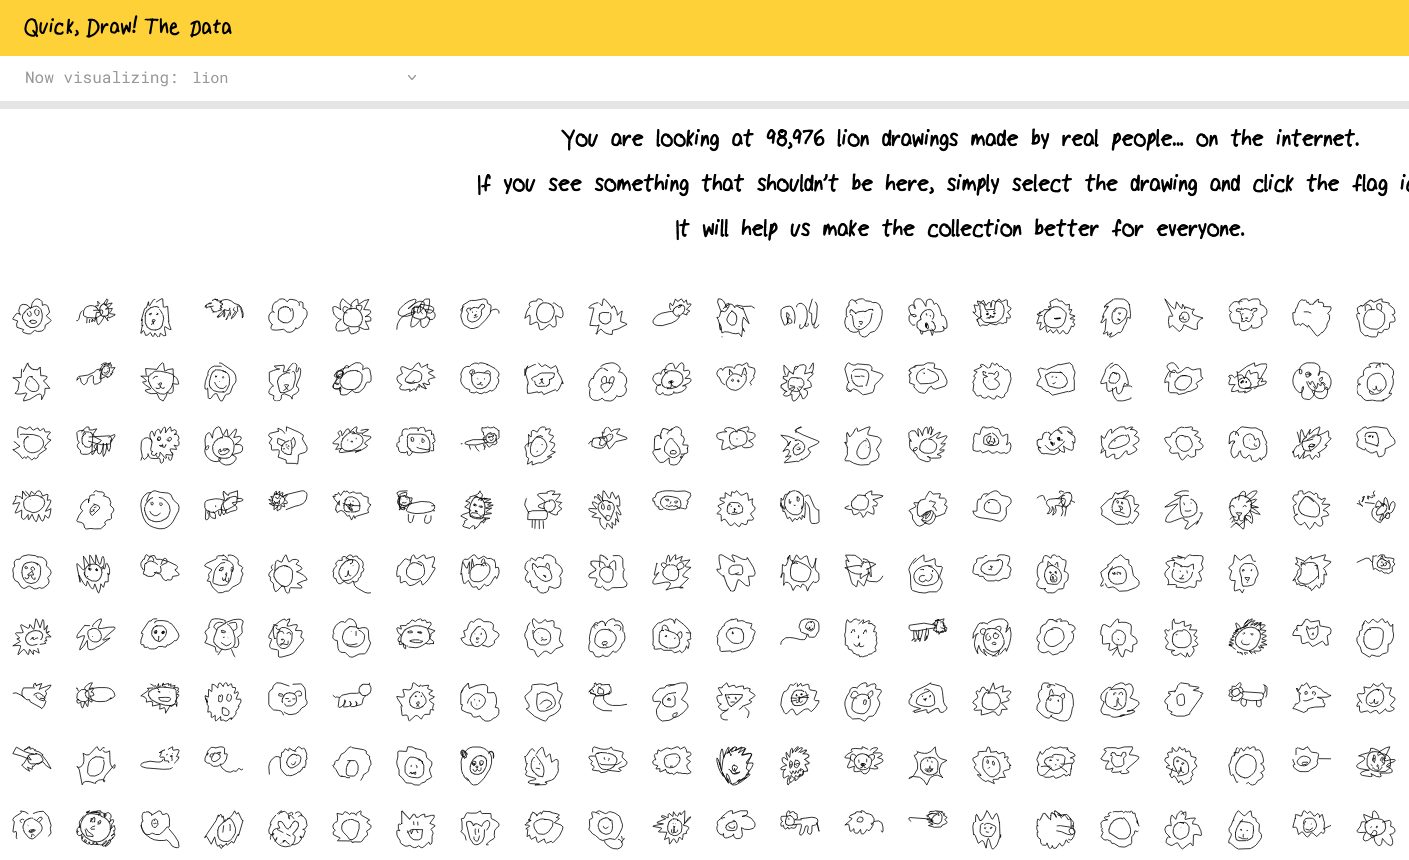 Quick, Draw! The Data
Now visualizing: lion
You are looking at 98,976 lion drawings made by real people... on the internet.
If you see something that shouldn't be here, simply select the drawing and click the flag
It will help us make the collection better for everyone.